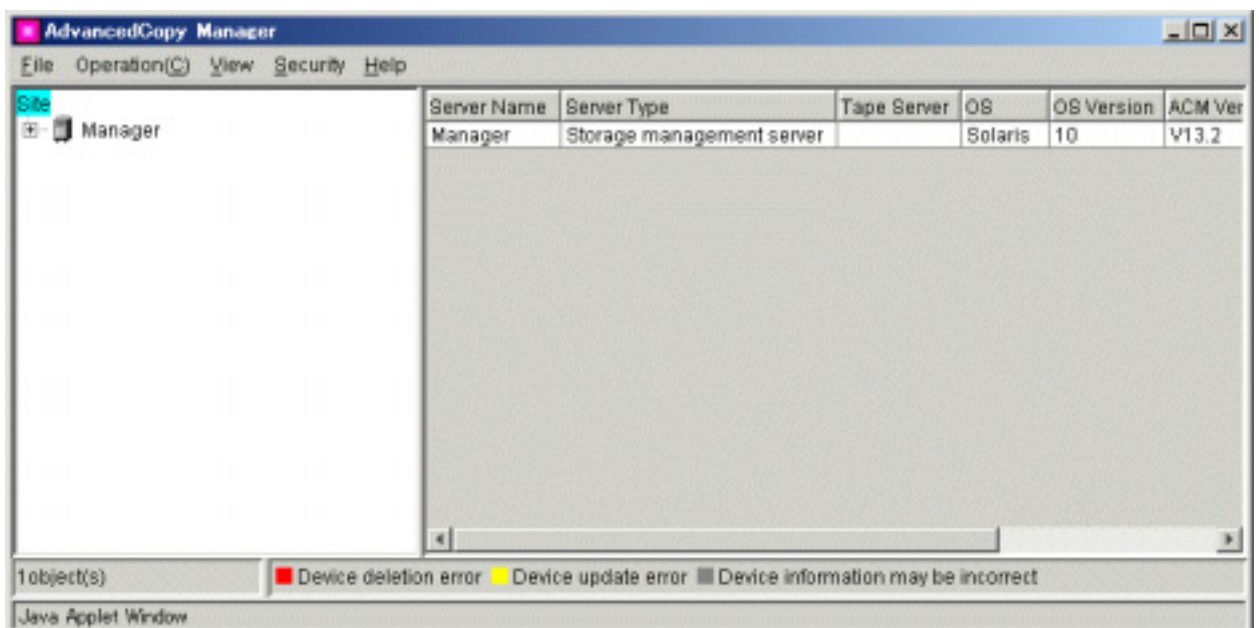 AdvancedCopy Manager
File Operation(C) View Security Help
Site
Manager
Server Name Server Type Tape Server OS OS Version ACM Ver
Manager Storage management server Solaris 10 V13.2
1object(s) Device deletion error Device update error Device information may be incorrect
Java Applet Window